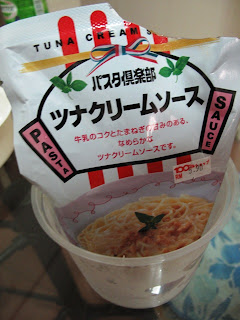 TUNA CREAM S
パスタ倶楽部
ツナクリームソース
PASTA
SAUCE
牛乳のコクとたまねぎの甘みのある、
なめらかな
ツナクリームソースです。